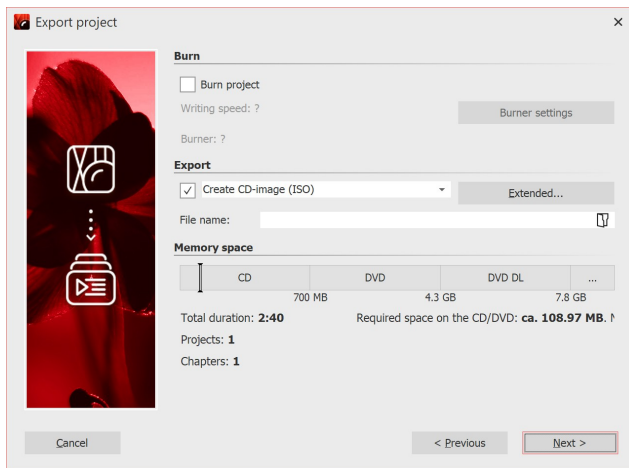 Export project
Burn
Burn project
Writing speed: ?
Burner settings
Burner: ?
Export
Create CD-image (ISO)
Extended...
File name:
Memory space
CD DVD DVD DL ...
700 MB 4.3 GB 7.8 GB
Total duration: 2:40 Required space on the CD/DVD: ca. 108.97 MB.
Projects: 1
Chapters: 1
Cancel < Previous Next >